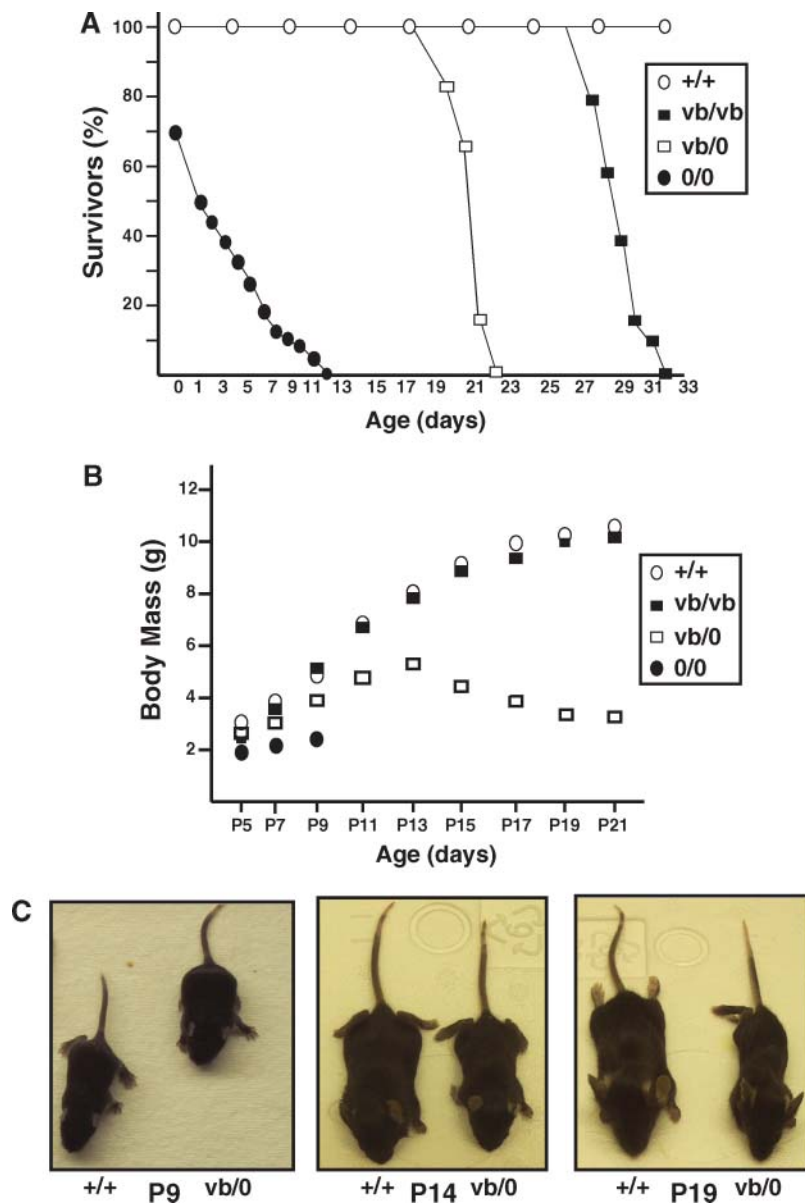 A
100
80
60
40
20
Survivors (%)
0 1 3 5 7 9 11 13 15 17 19 21 23 25 27 29 31 33
Age (days)
+/+
vb/vb
vb/0
0/0
B
12
10
8
6
4
2
Body Mass (g)
P5 P7 P9 P11 P13 P15 P17 P19 P21
Age (days)
+/+
vb/vb
vb/0
0/0
C
+/+ P9 vb/0
+/+ P14 vb/0
+/+ P19 vb/0